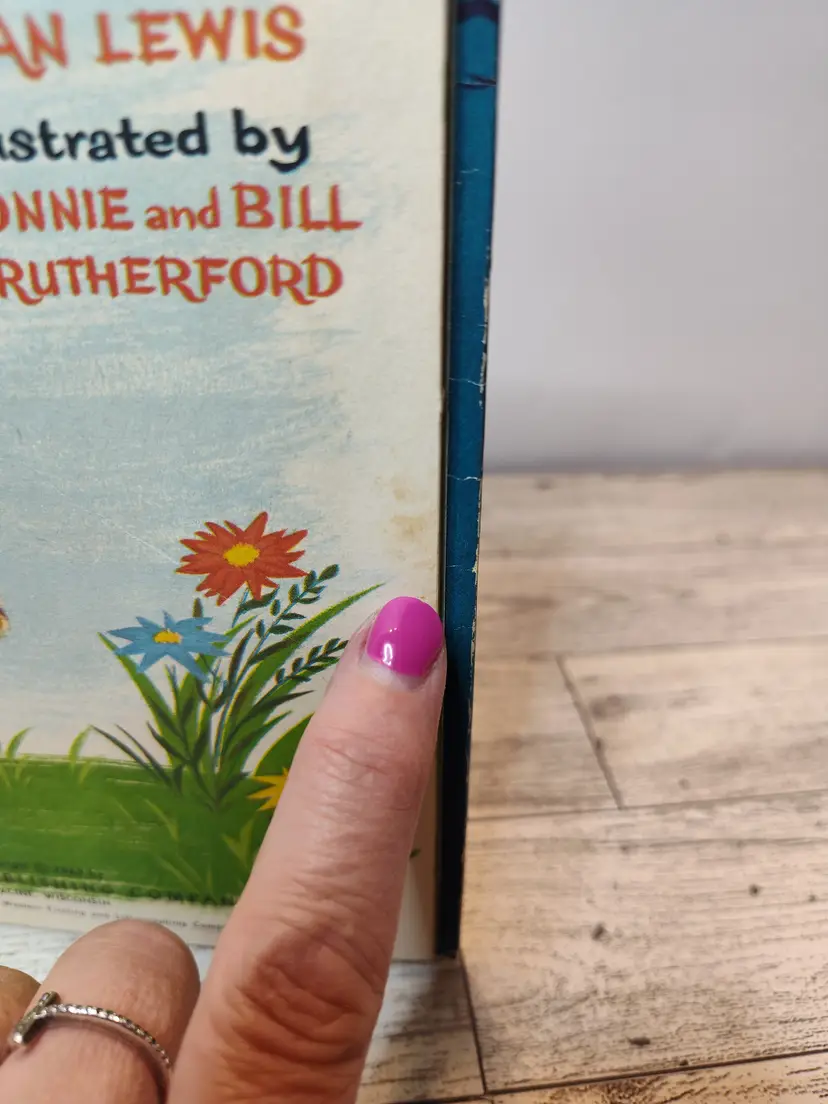 AN LEWIS
ustrated by
ONNIE and BILL
RUTHERFORD